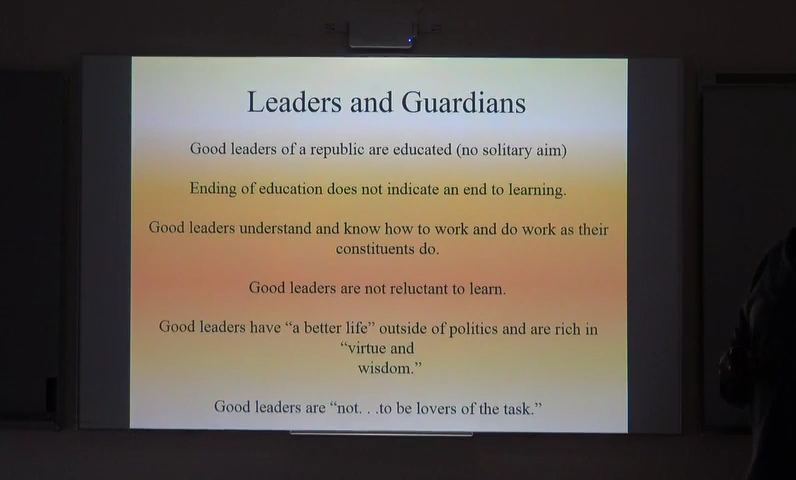 Leaders and Guardians
Good leaders of a republic are educated (no solitary aim)
Ending of education does not indicate an end to learning.
Good leaders understand and know how to work and do work as their
constituents do.
Good leaders are not reluctant to learn.
Good leaders have “a better life” outside of politics and are rich in
“virtue and
wisdom.”
Good leaders are “not. . .to be lovers of the task.”